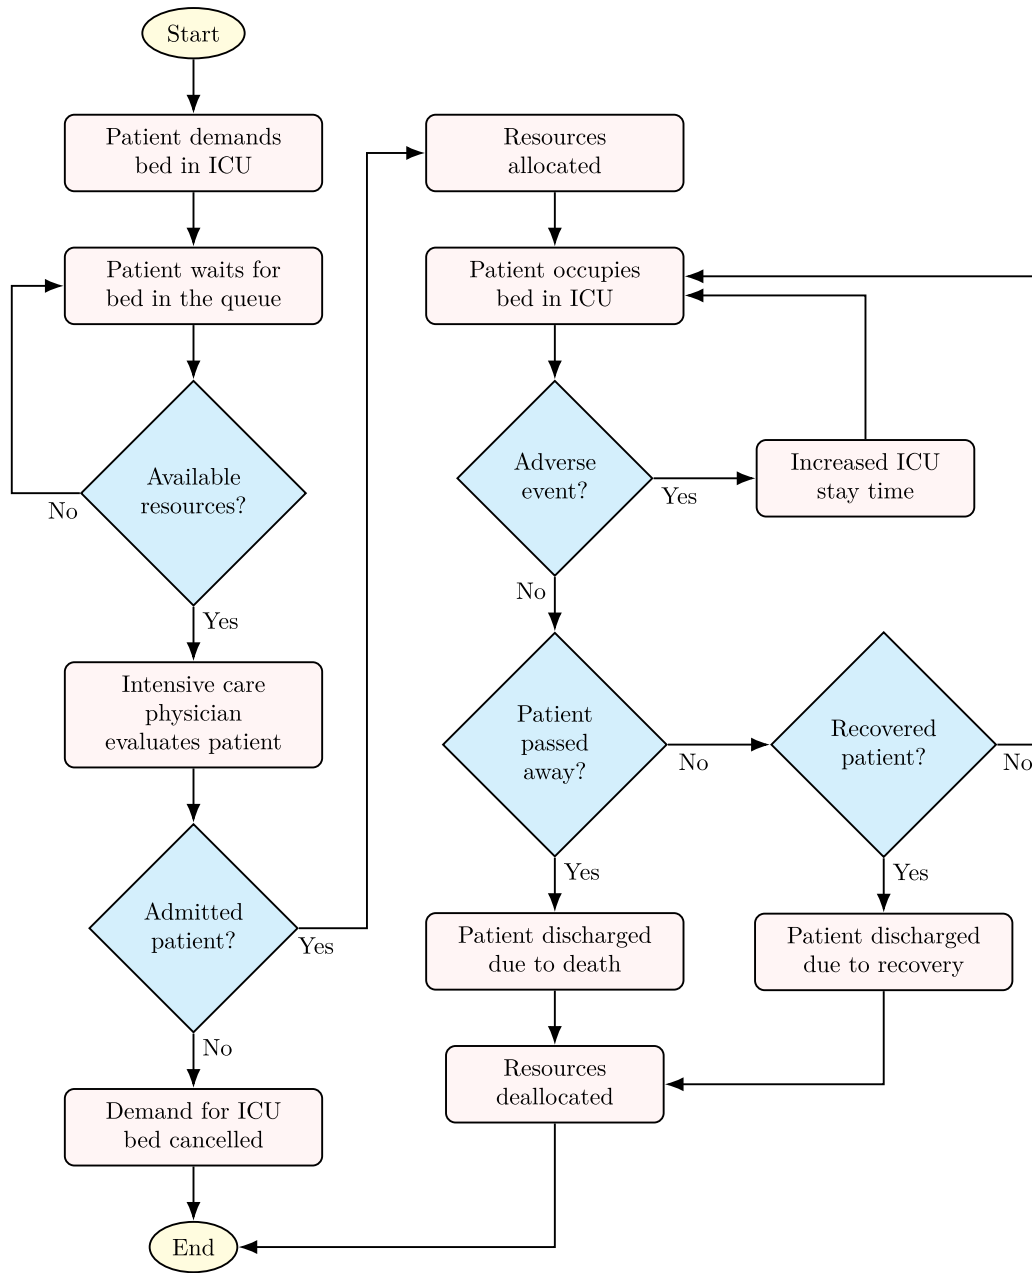 Start
Patient demands
bed in ICU
Patient waits for
bed in the queue
Available
resources?
No
Yes
Intensive care
physician
evaluates patient
Admitted
patient?
Yes
No
Demand for ICU
bed cancelled
End
Resources
allocated
Patient occupies
bed in ICU
Adverse
event?
Yes
Increased ICU
stay time
No
Patient
passed
away?
No
Recovered
patient?
No
Yes
Yes
Patient discharged
due to death
Patient discharged
due to recovery
Resources
deallocated